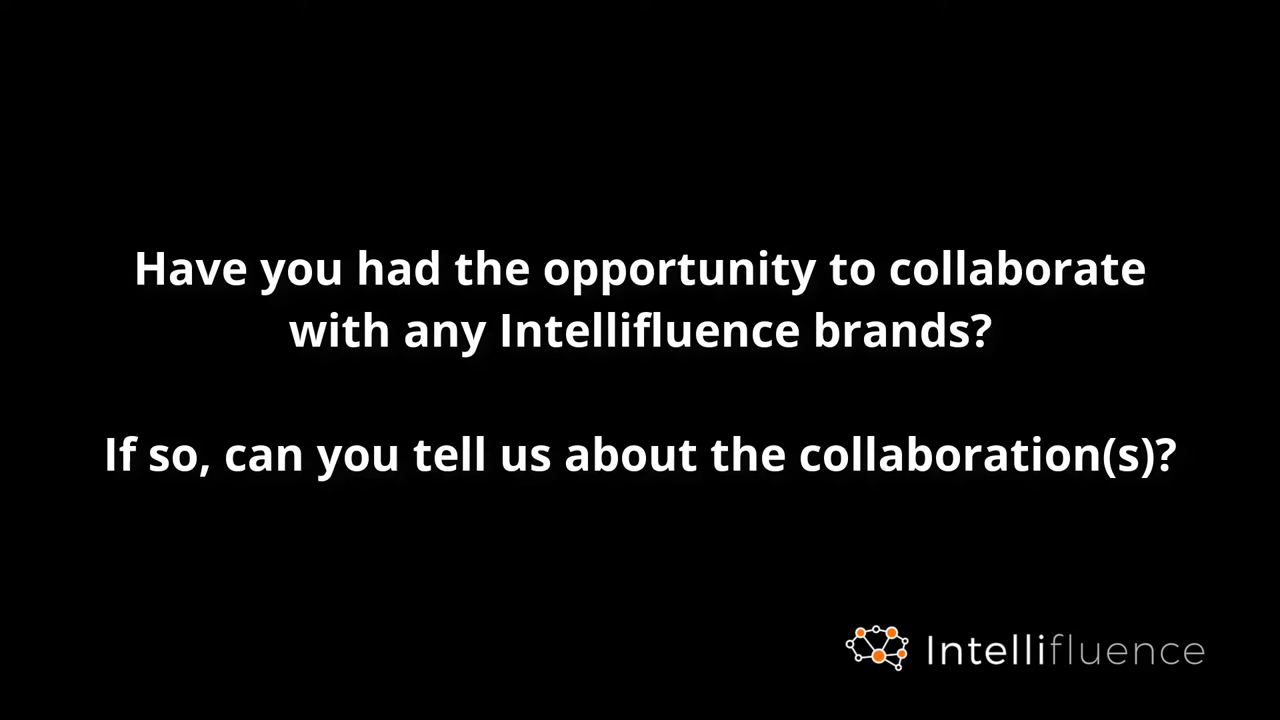 Have you had the opportunity to collaborate
with any Intellifluence brands?
If so, can you tell us about the collaboration(s)?
Intellifluence